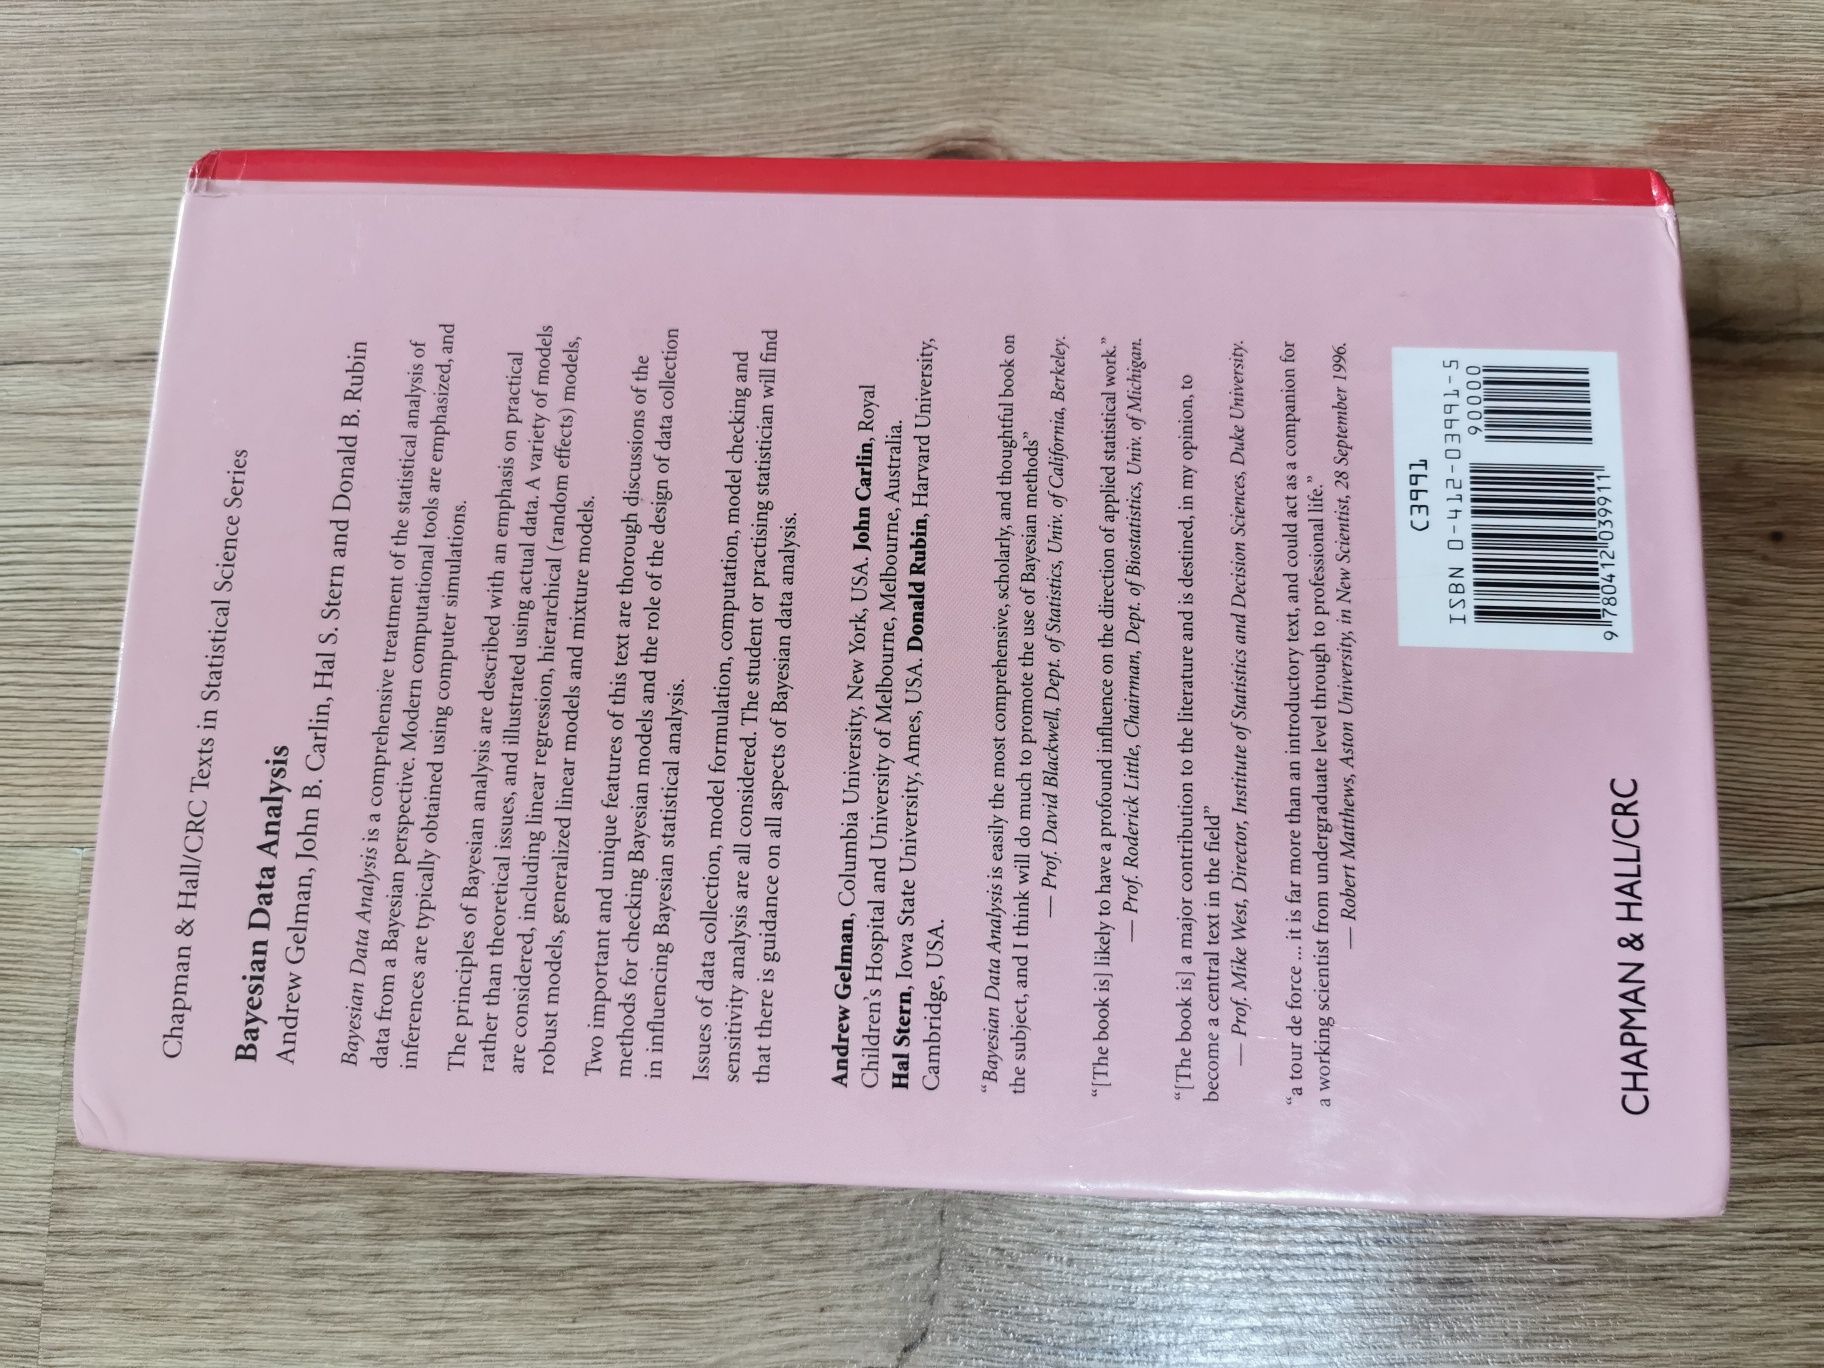 Chapman & Hall/CRC Texts in Statistical Science Series
Bayesian Data Analysis
Andrew Gelman, John B. Carlin, Hal S. Stern and Donald B. Rubin
Bayesian Data Analysis is a comprehensive treatment of the statistical analysis of
data from a Bayesian perspective. Modern computational tools are emphasized, and
inferences are typically obtained using computer simulations.
The principles of Bayesian analysis are described with an emphasis on practical
rather than theoretical issues, and illustrated using actual data. A variety of models
are considered, including linear regression, hierarchical (random effects) models,
robust models, generalized linear models and mixture models.
Two important and unique features of this text are thorough discussions of the
methods for checking Bayesian models and the role of the design of data collection
in influencing Bayesian statistical analysis.
Issues of data collection, model formulation, computation, model checking and
sensitivity analysis are all considered. The student or practising statistician will find
that there is guidance on all aspects of Bayesian data analysis.
Andrew Gelman, Columbia University, New York, USA. John Carlin, Royal
Children's Hospital and University of Melbourne, Melbourne, Australia.
Hal Stern, Iowa State University, Ames, USA. Donald Rubin, Harvard University,
Cambridge, USA.
"Bayesian Data Analysis is easily the most comprehensive, scholarly, and thoughtful book on
the subject, and I think will do much to promote the use of Bayesian methods"
— Prof. David Blackwell, Dept. of Statistics, Univ. of California, Berkeley.
"[The book is] likely to have a profound influence on the direction of applied statistical work."
— Prof. Roderick Little, Chairman, Dept. of Biostatistics, Univ. of Michigan.
"[The book is] a major contribution to the literature and is destined, in my opinion, to
become a central text in the field"
— Prof. Mike West, Director, Institute of Statistics and Decision Sciences, Duke University.
"a tour de force ... it is far more than an introductory text, and could act as a companion for
a working scientist from undergraduate level through to professional life."
— Robert Matthews, Aston University, in New Scientist, 28 September 1996.
C3991
ISBN 0-412-03991-5
90000
9 780412 039911
CHAPMAN & HALL/CRC